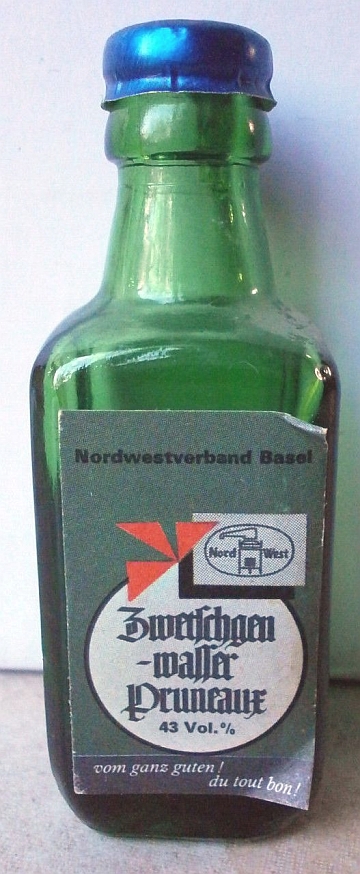 Nordwestverband Basel
Nord West
Zwetschgen
-wasser
Pruneaux
43 Vol.%
vom ganz guten!
du tout bon!